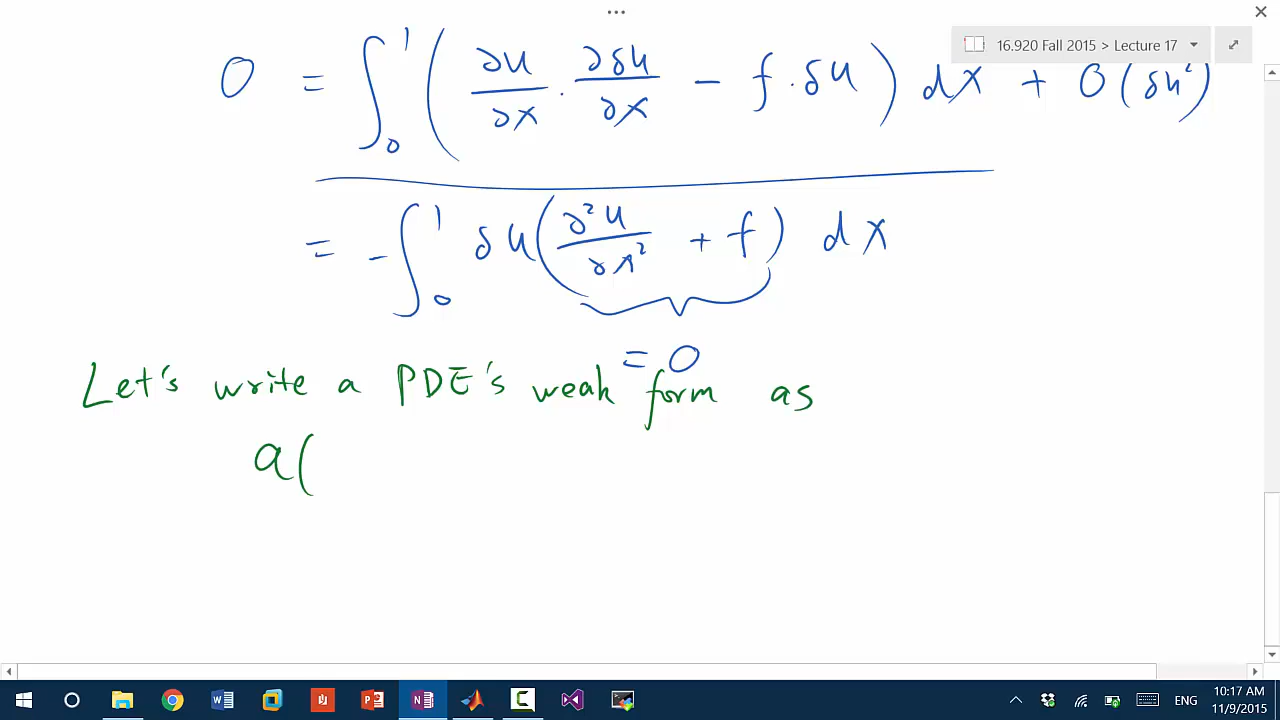 16.920 Fall 2015 > Lecture 17
0 = ∫₀¹ ( ∂u/∂x · ∂δu/∂x − f · δu ) dx + O(δu²)
= − ∫₀¹ δu ( ∂²u/∂x² + f ) dx
= 0
Let's write a PDE's weak form as
a(
ENG
10:17 AM
11/9/2015